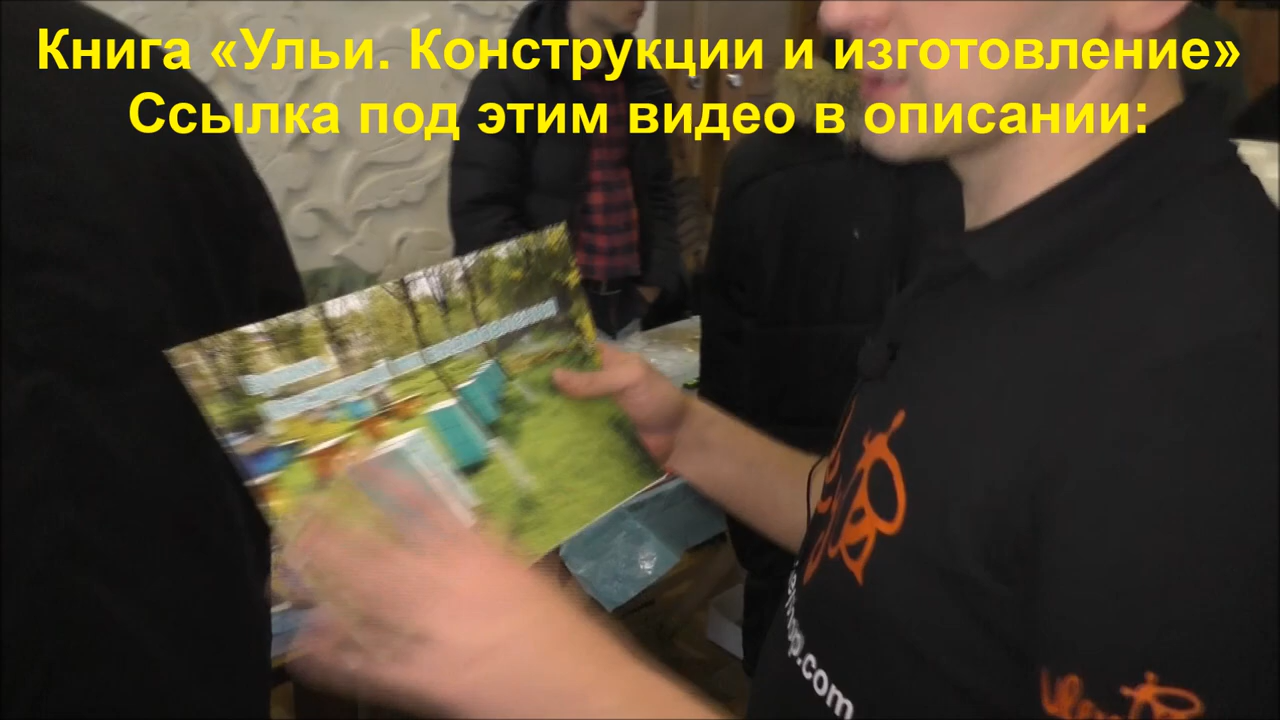 Книга «Ульи. Конструкции и изготовление»
Ссылка под этим видео в описании: